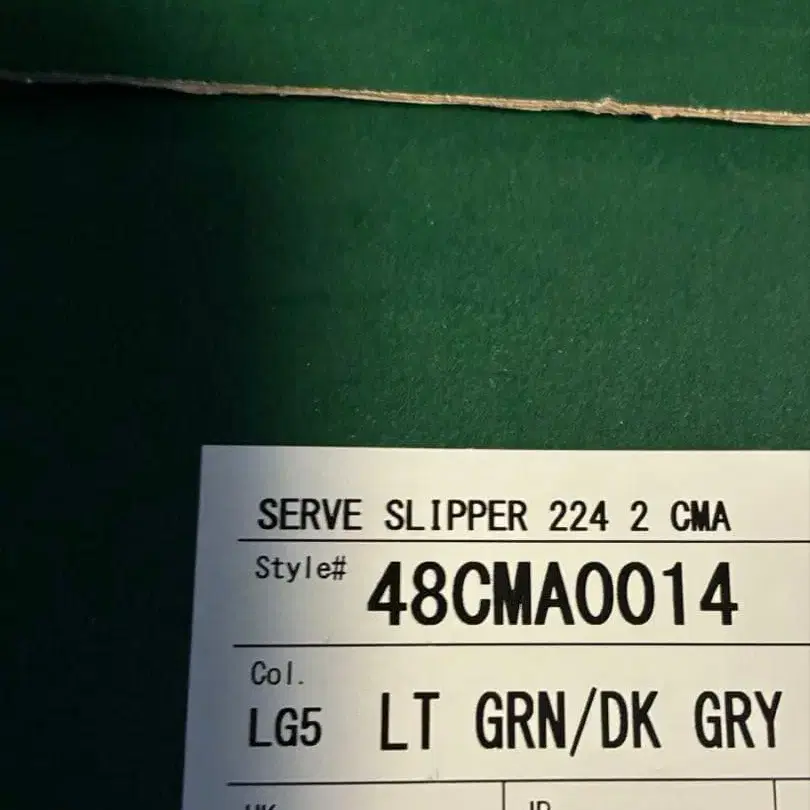 SERVE SLIPPER 224 2 CMA
Style# 48CMA0014
Col.
LG5 LT GRN/DK GRY